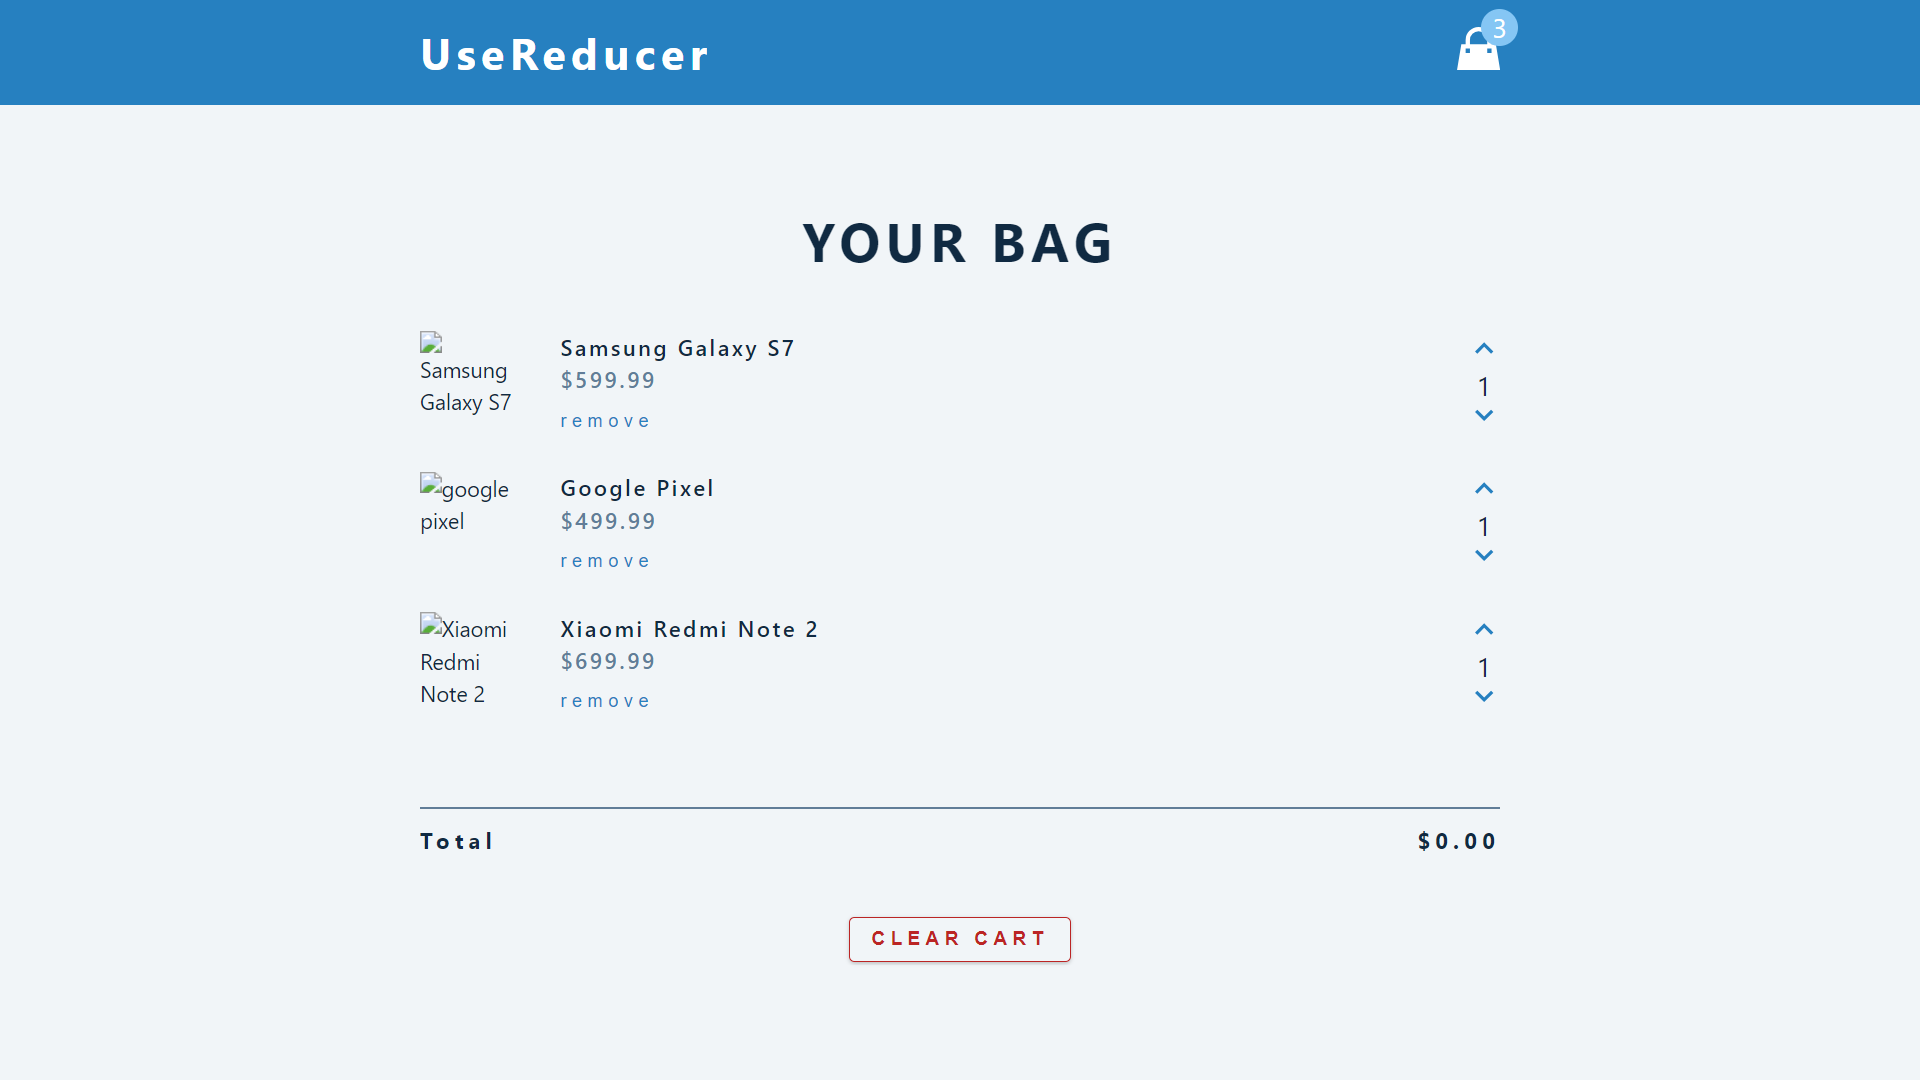 UseReducer
3
YOUR BAG
Samsung
Galaxy S7
Samsung Galaxy S7
$599.99
remove
1
google
pixel
Google Pixel
$499.99
remove
1
Xiaomi
Redmi
Note 2
Xiaomi Redmi Note 2
$699.99
remove
1
Total
$0.00
CLEAR CART